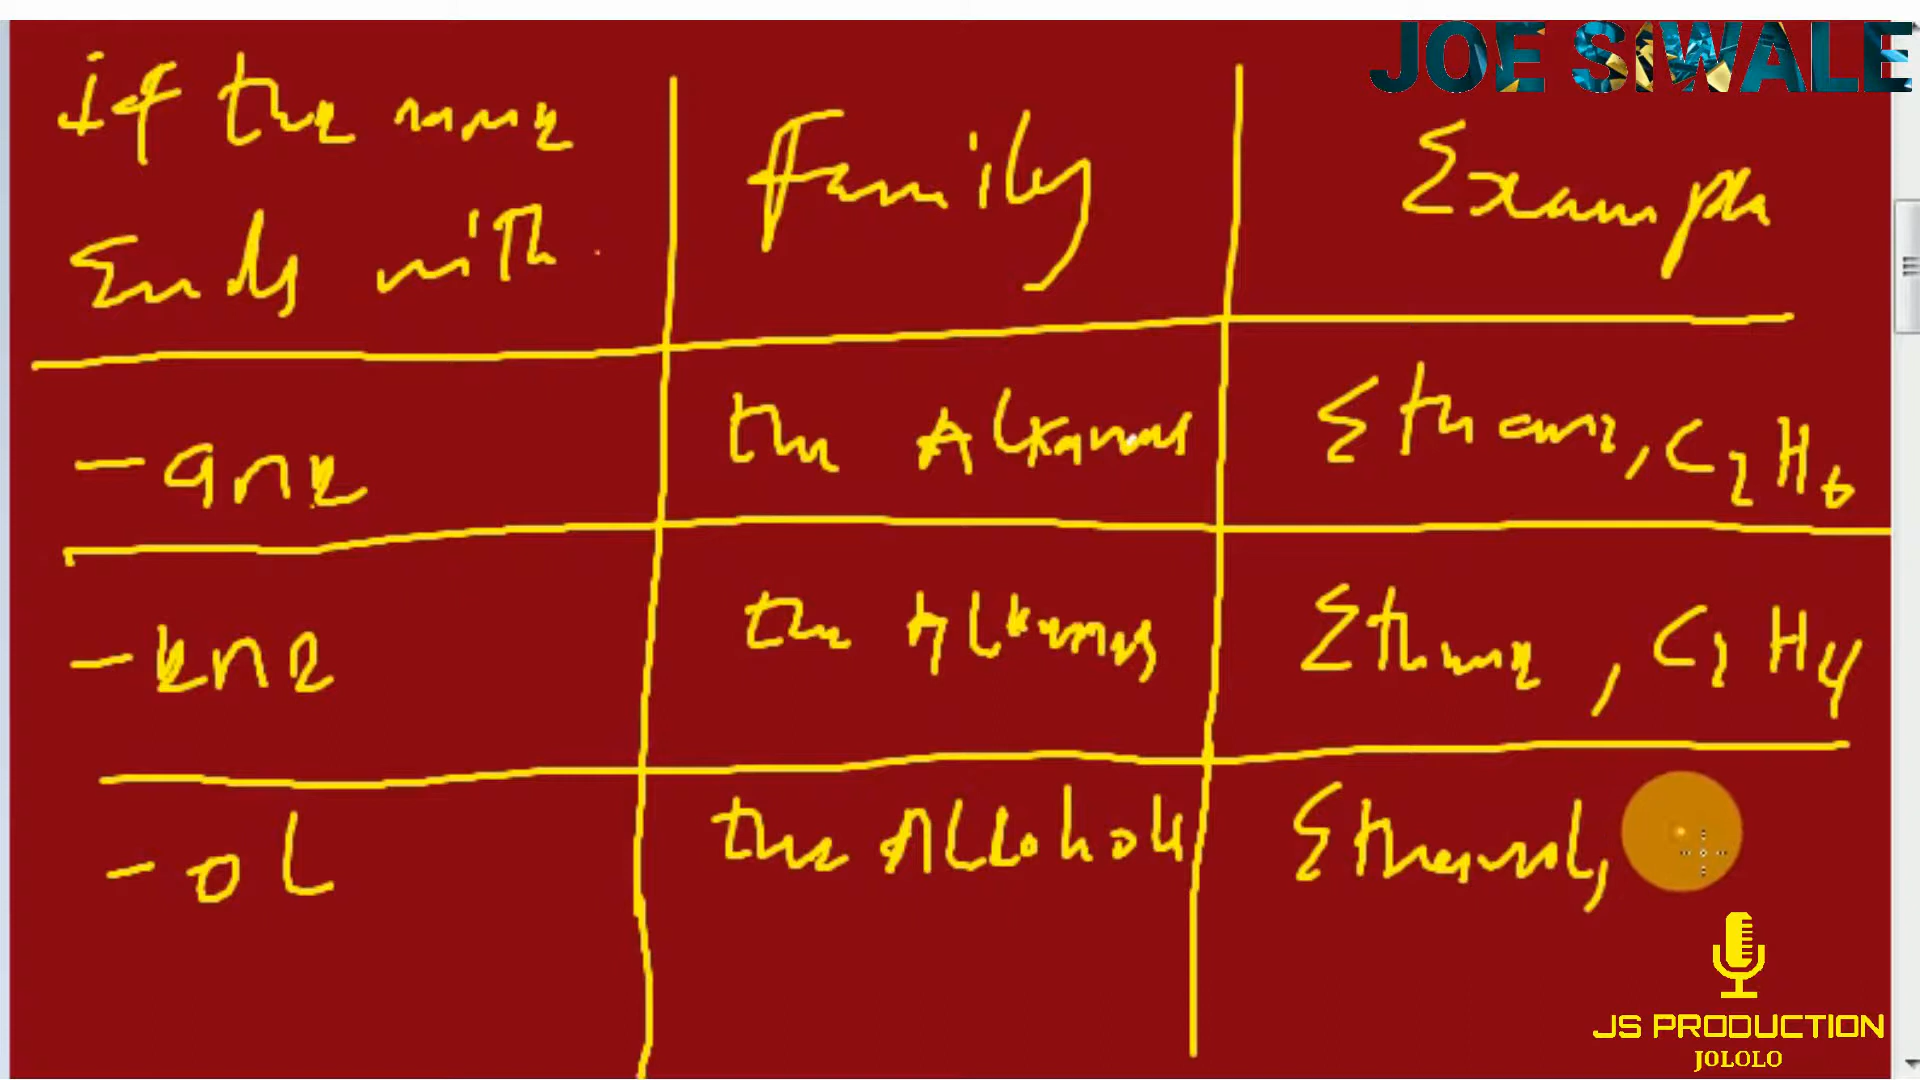 JOE SIWALE
if the name
Ends with
Family
Example
-ane
the Alkanes
Ethane, C2H6
-ene
the Alkenes
Ethene, C2H4
-ol
the Alcohols
Ethanol,
JS PRODUCTION
JOLOLO